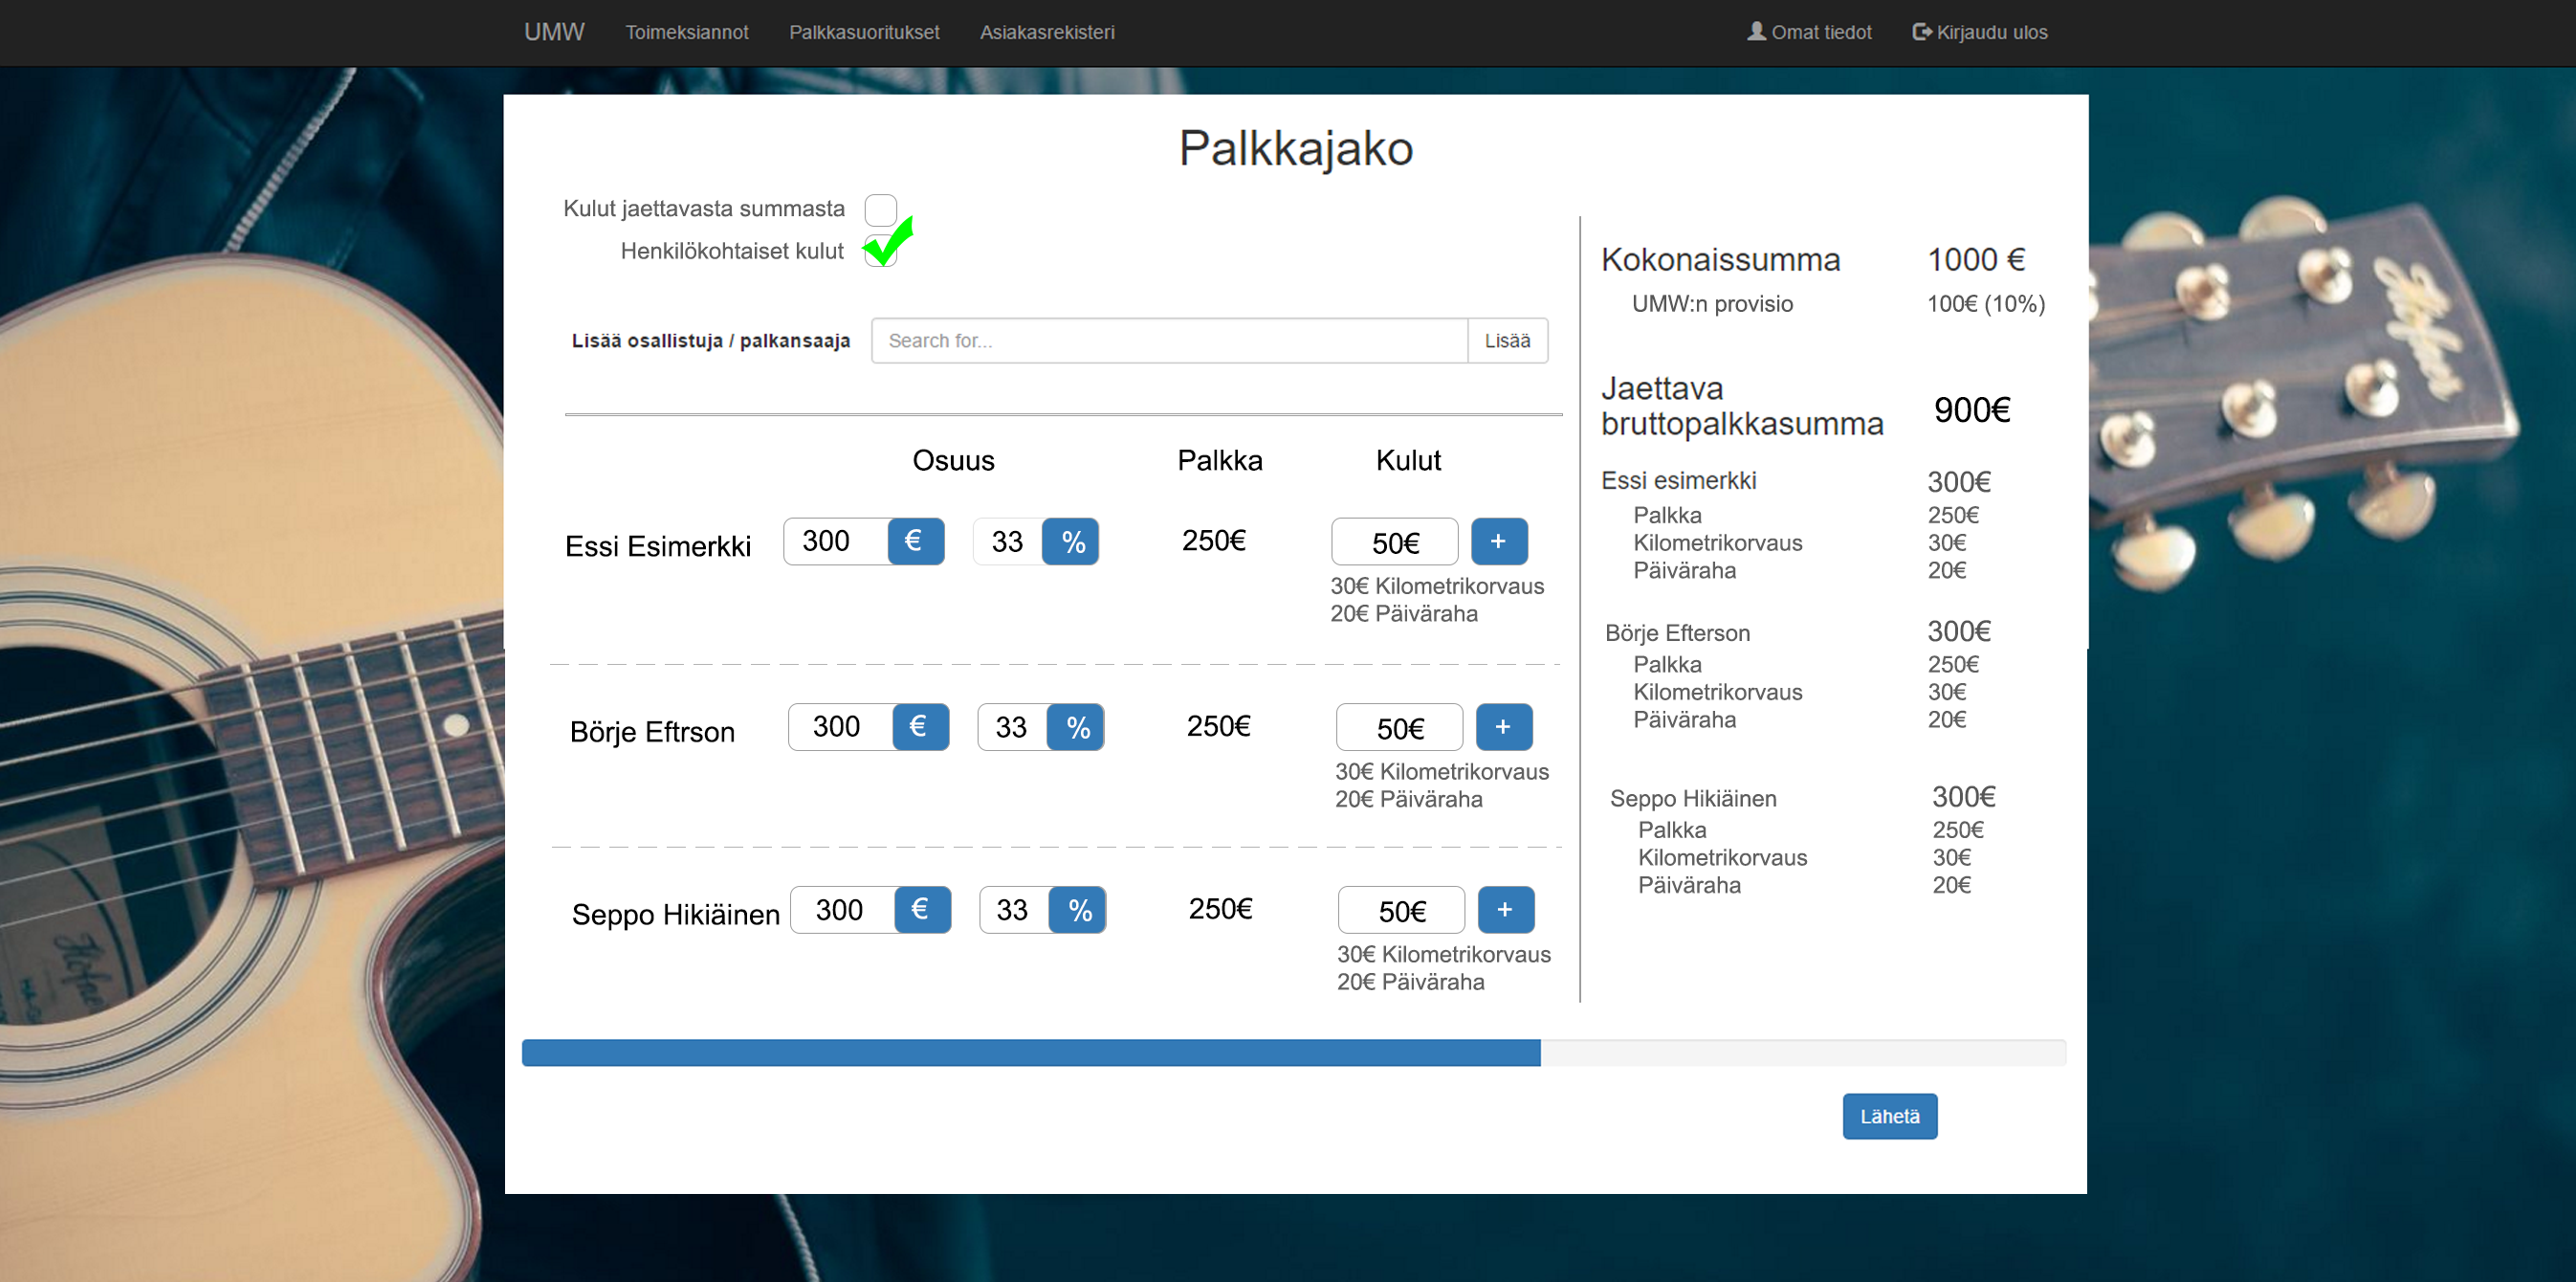 UMW Toimeksiannot Palkkasuoritukset Asiakasrekisteri Omat tiedot Kirjaudu ulos
Palkkajako
Kulut jaettavasta summasta
Henkilökohtaiset kulut
Lisää osallistuja / palkansaaja Search for... Lisää
Osuus Palkka Kulut
Essi Esimerkki 300 € 33 % 250€ 50€ +
30€ Kilometrikorvaus
20€ Päiväraha
Börje Eftrson 300 € 33 % 250€ 50€ +
30€ Kilometrikorvaus
20€ Päiväraha
Seppo Hikiäinen 300 € 33 % 250€ 50€ +
30€ Kilometrikorvaus
20€ Päiväraha
Kokonaissumma 1000 €
UMW:n provisio 100€ (10%)
Jaettava
bruttopalkkasumma 900€
Essi esimerkki 300€
Palkka 250€
Kilometrikorvaus 30€
Päiväraha 20€
Börje Efterson 300€
Palkka 250€
Kilometrikorvaus 30€
Päiväraha 20€
Seppo Hikiäinen 300€
Palkka 250€
Kilometrikorvaus 30€
Päiväraha 20€
Lähetä
Höfner